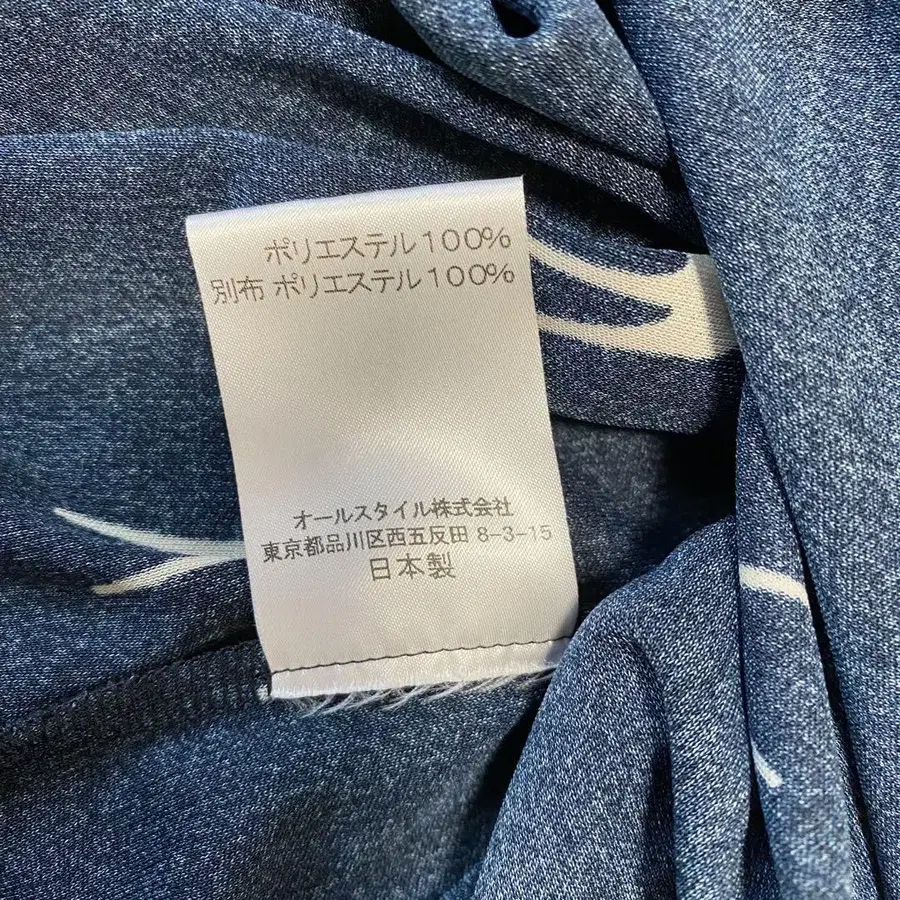 ポリエステル100%
別布 ポリエステル100%
オールスタイル株式会社
東京都品川区西五反田 8-3-15
日本製